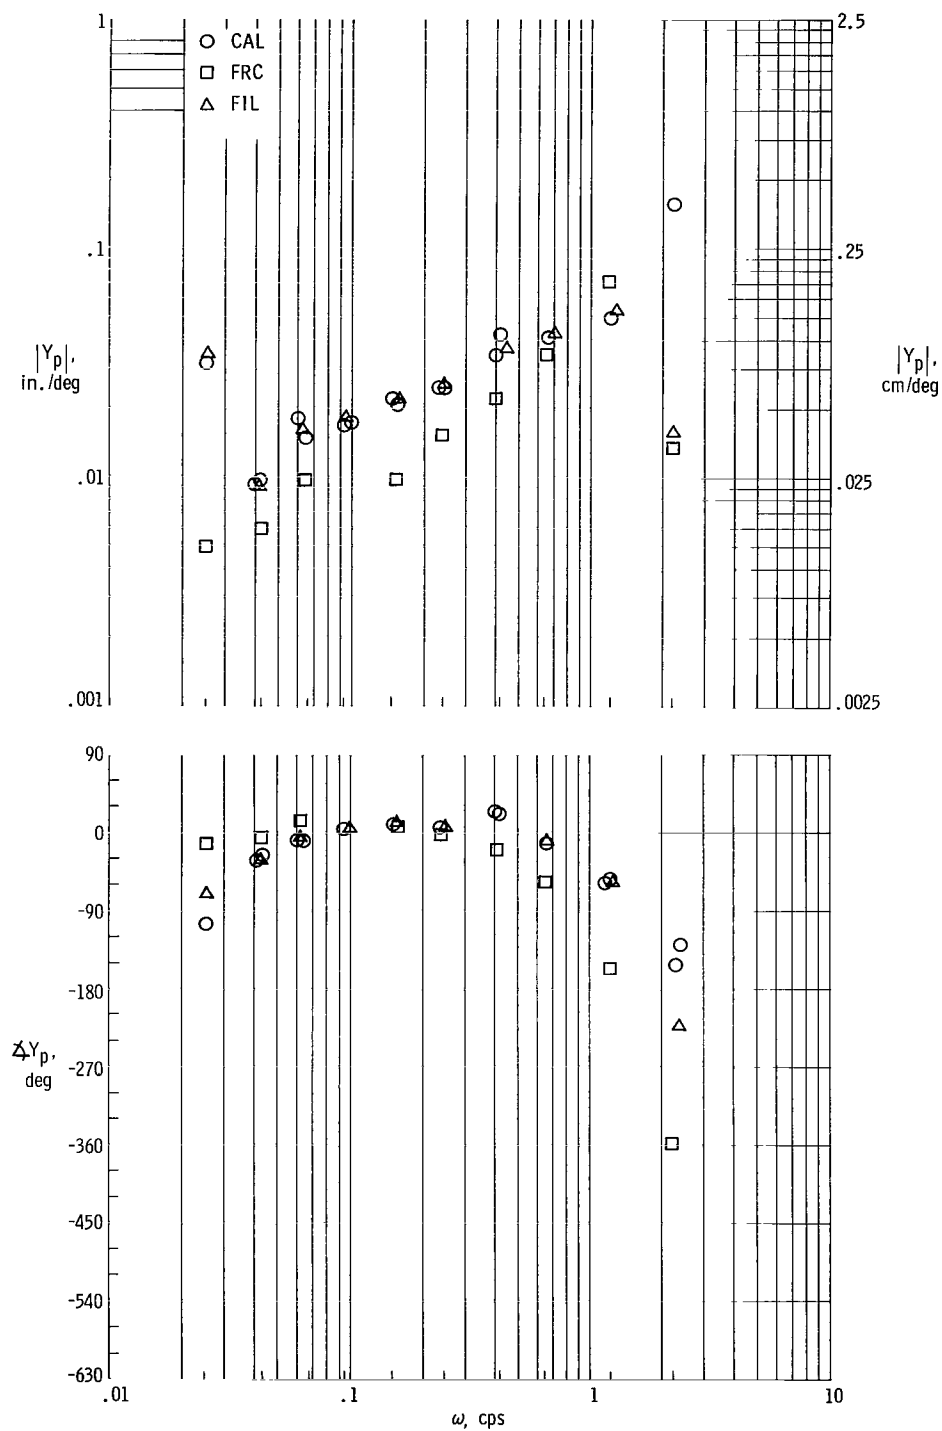 1
2.5
CAL
FRC
FIL
.1
.25
|Yp|,
in./deg
|Yp|,
cm/deg
.01
.025
.001
.0025
90
0
-90
-180
∡Yp,
deg
-270
-360
-450
-540
-630
.01
.1
1
10
ω, cps